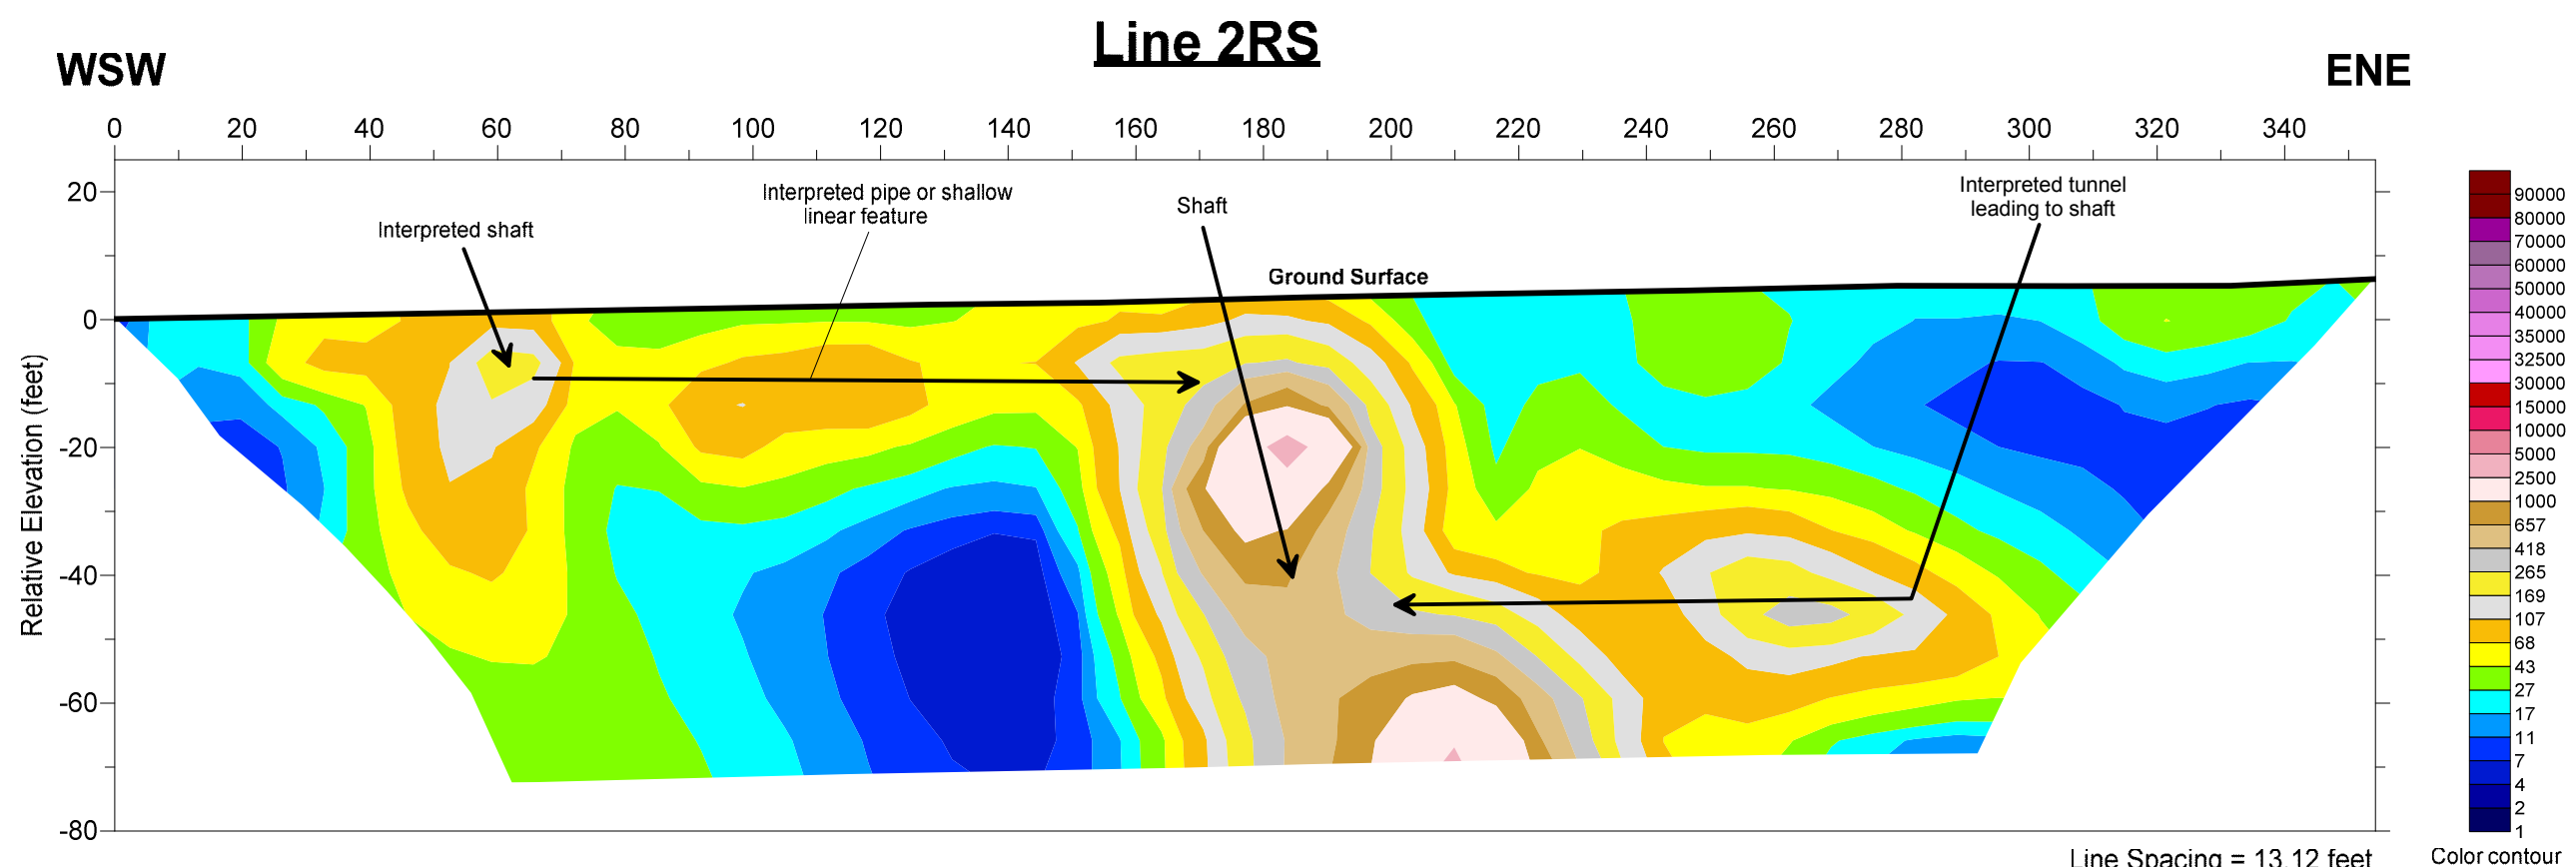 Line 2RS
WSW
ENE
0 20 40 60 80 100 120 140 160 180 200 220 240 260 280 300 320 340
20
0
-20
-40
-60
-80
Relative Elevation (feet)
Interpreted shaft
Interpreted pipe or shallow
linear feature
Shaft
Ground Surface
Interpreted tunnel
leading to shaft
90000
80000
70000
60000
50000
40000
35000
32500
30000
15000
10000
5000
2500
1000
657
418
265
169
107
68
43
27
17
11
7
4
2
1
Line Spacing = 13.12 feet
Color contour